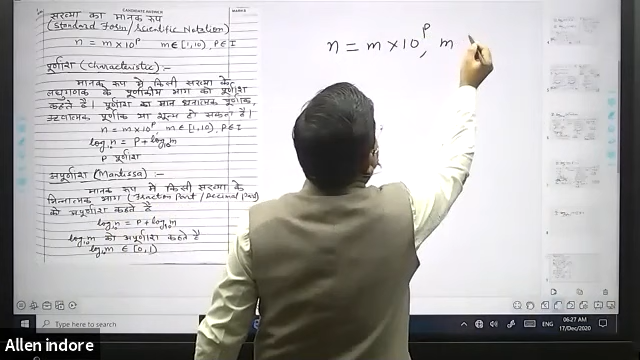 CANDIDATE ANSWER
संख्या का मानक रूप
(Standard Form/Scientific Notation)
n = m×10^p m∈[1,10), P∈I
पूर्णांश (Characteristic) :-
मानक रूप में किसी संख्या के
लघुगणक के पूर्णांकीय भाग को पूर्णांश
कहते हैं। पूर्णांश का मान धनात्मक पूर्णांक,
ऋणात्मक पूर्णांक या शून्य हो सकता है।
n = m×10^p, m∈[1,10), P∈I
log₁₀n = P+log₁₀m
P पूर्णांश
अपूर्णांश (Mantissa) :-
मानक रूप में किसी संख्या के
भिन्नात्मक भाग (Fraction Part/Decimal Part)
को अपूर्णांश कहते है
log₁₀n = P+log₁₀m
log₁₀m को अपूर्णांश कहते है
log₁₀m ∈ [0,1)
n = m×10^p, m
Type here to search
ENG
06:27 AM
17/Dec/2020
Allen indore